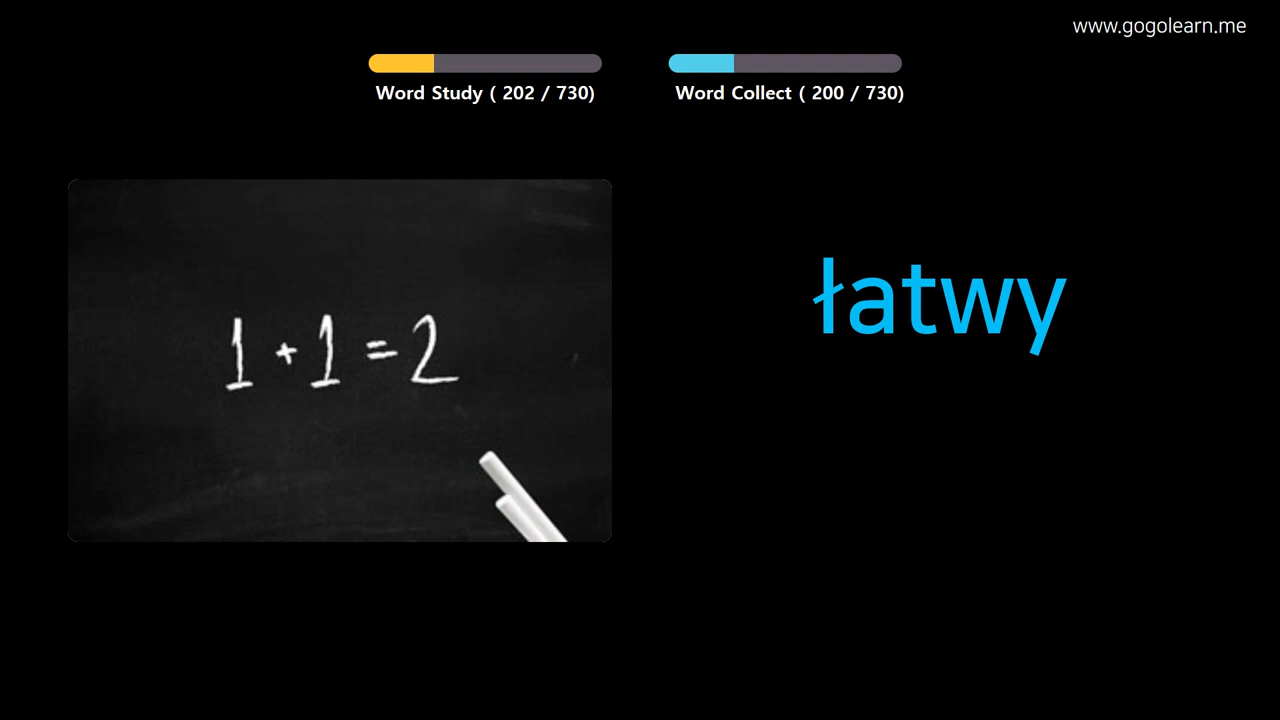 www.gogolearn.me
Word Study ( 202 / 730)
Word Collect ( 200 / 730)
łatwy
1 + 1 = 2